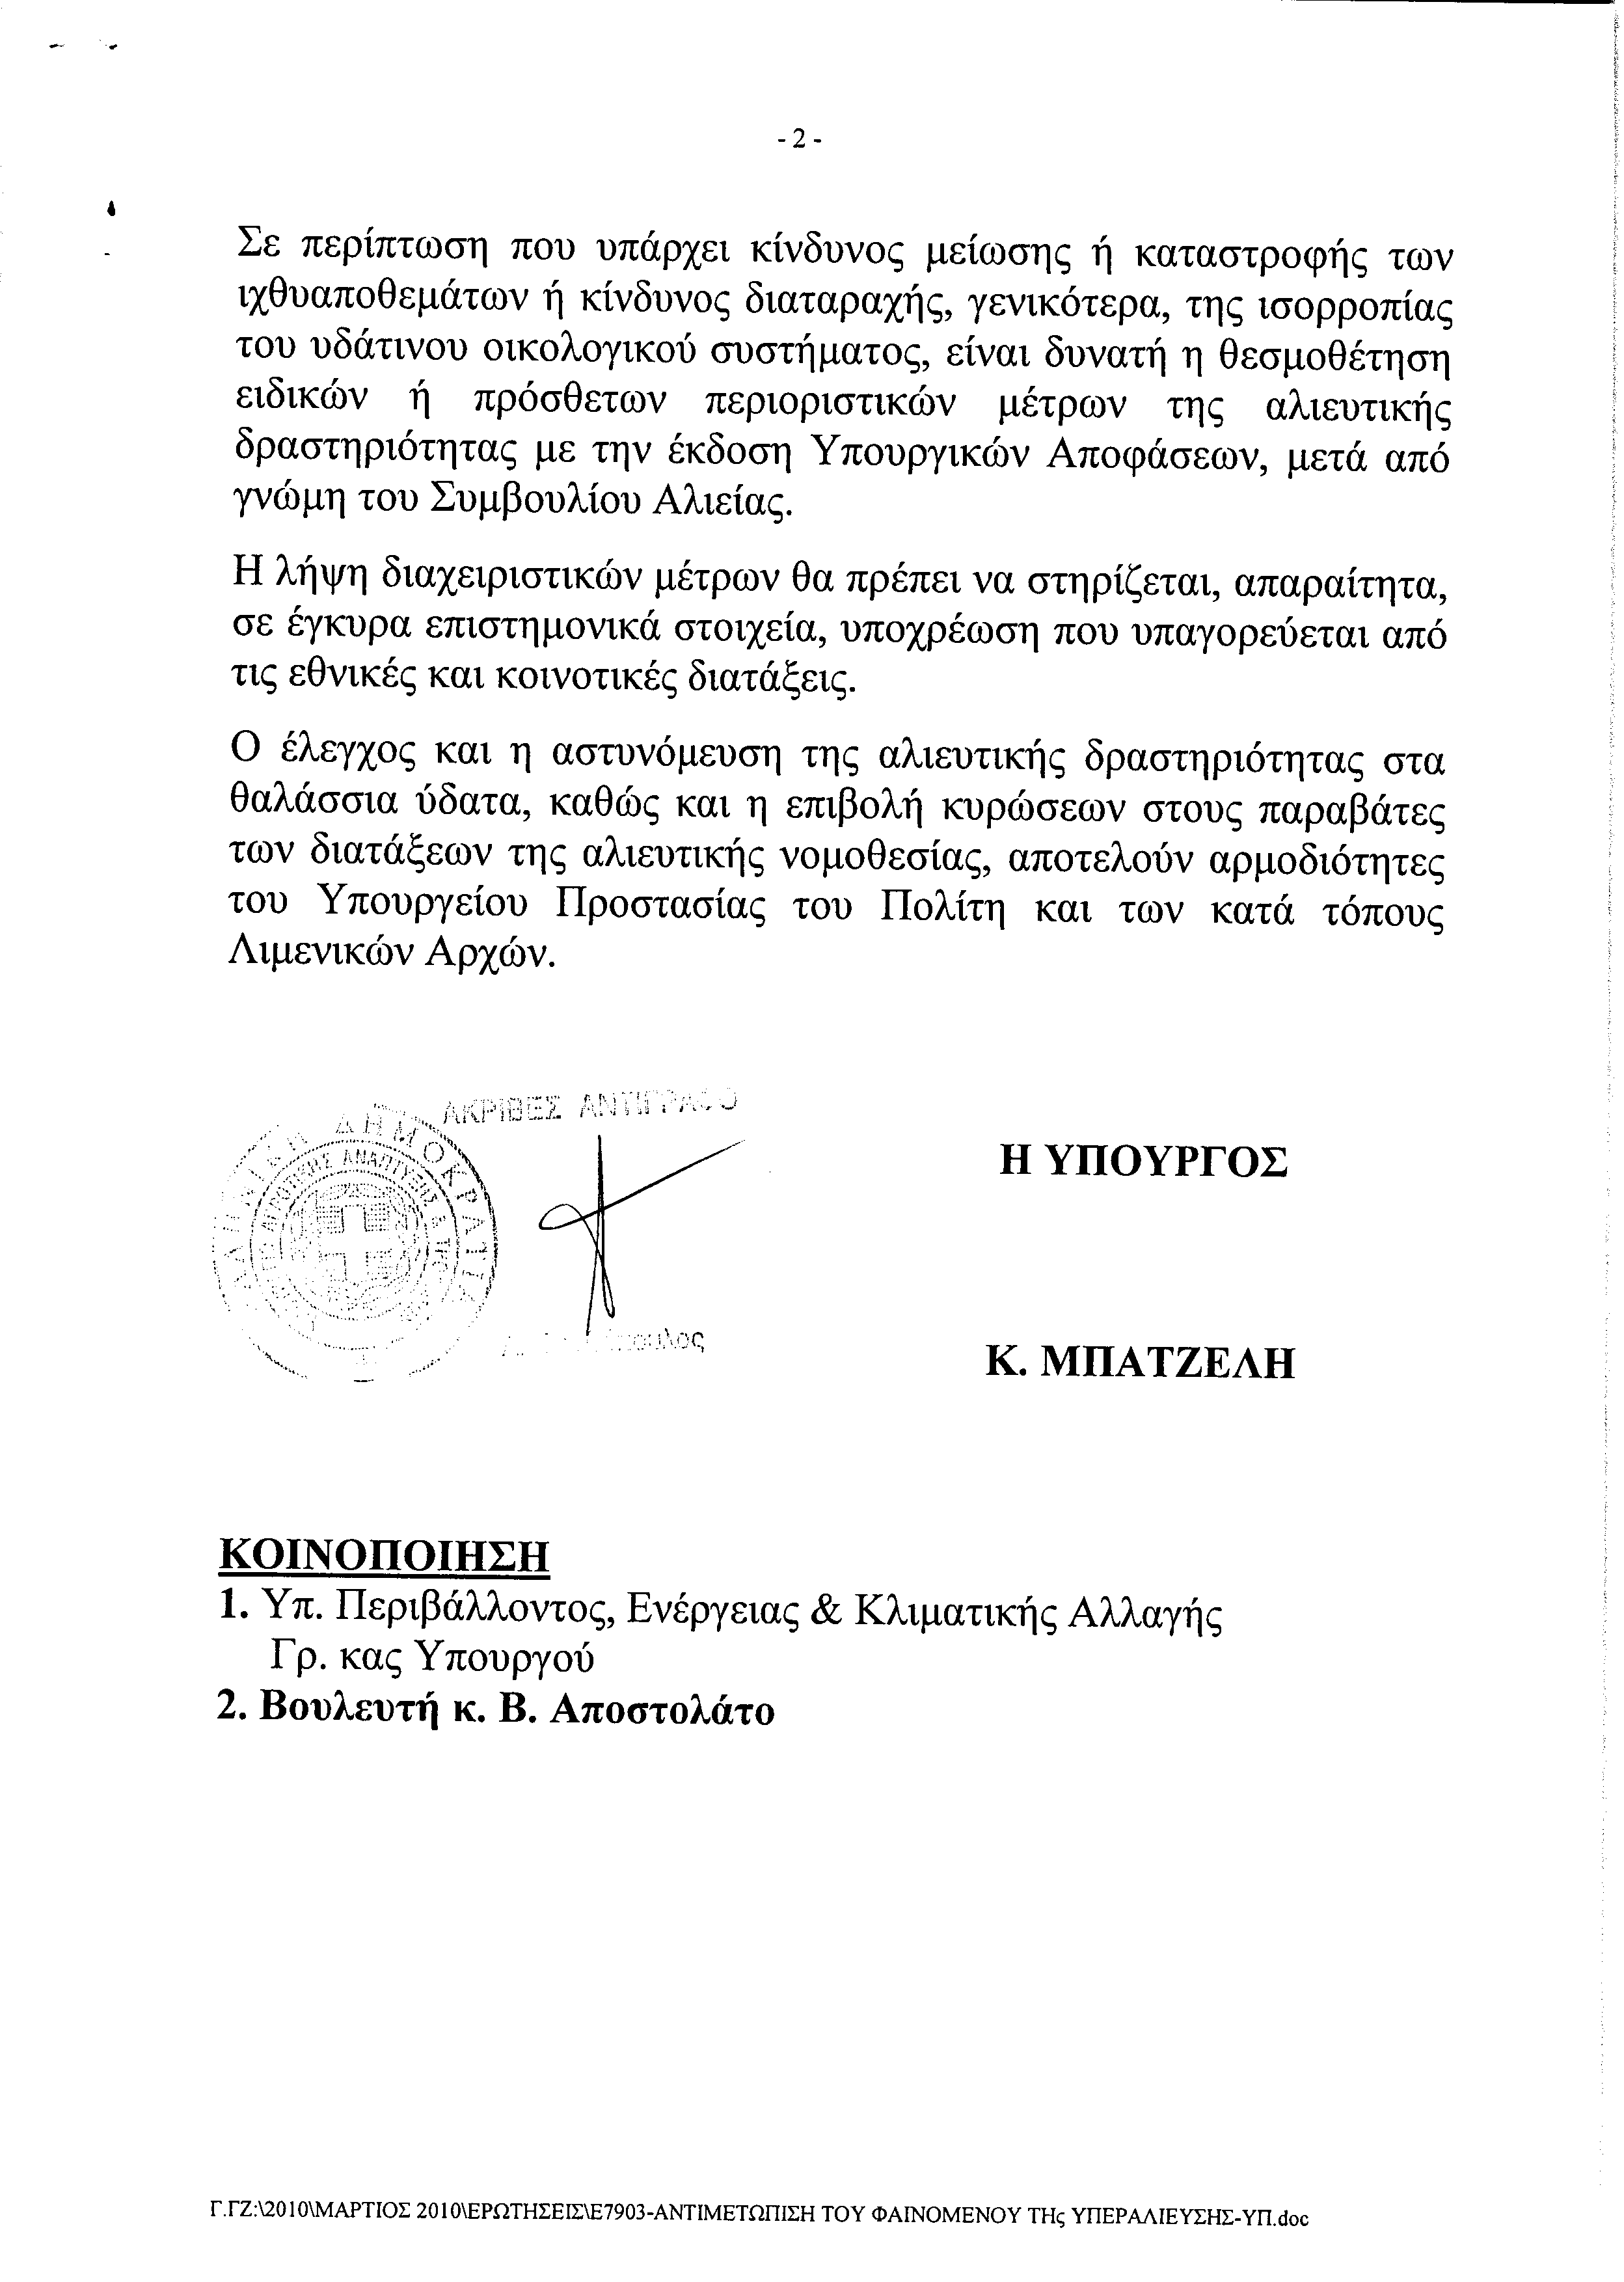 - 2 -
Σε περίπτωση που υπάρχει κίνδυνος μείωσης ή καταστροφής των
ιχθυαποθεμάτων ή κίνδυνος διαταραχής, γενικότερα, της ισορροπίας
του υδάτινου οικολογικού συστήματος, είναι δυνατή η θεσμοθέτηση
ειδικών ή πρόσθετων περιοριστικών μέτρων της αλιευτικής
δραστηριότητας με την έκδοση Υπουργικών Αποφάσεων, μετά από
γνώμη του Συμβουλίου Αλιείας.
Η λήψη διαχειριστικών μέτρων θα πρέπει να στηρίζεται, απαραίτητα,
σε έγκυρα επιστημονικά στοιχεία, υποχρέωση που υπαγορεύεται από
τις εθνικές και κοινοτικές διατάξεις.
Ο έλεγχος και η αστυνόμευση της αλιευτικής δραστηριότητας στα
θαλάσσια ύδατα, καθώς και η επιβολή κυρώσεων στους παραβάτες
των διατάξεων της αλιευτικής νομοθεσίας, αποτελούν αρμοδιότητες
του Υπουργείου Προστασίας του Πολίτη και των κατά τόπους
Λιμενικών Αρχών.
ΑΚΡΙΒΕΣ ΑΝΤΙΓΡΑΦΟ
ΔΗΜΟΚΡΑΤΙΑ
Η ΥΠΟΥΡΓΟΣ
Κ. ΜΠΑΤΖΕΛΗ
ΚΟΙΝΟΠΟΙΗΣΗ
1. Υπ. Περιβάλλοντος, Ενέργειας & Κλιματικής Αλλαγής
Γρ. κας Υπουργού
2. Βουλευτή κ. Β. Αποστολάτο
Γ.ΓΖ:\2010\ΜΑΡΤΙΟΣ 2010\ΕΡΩΤΗΣΕΙΣ\Ε7903-ΑΝΤΙΜΕΤΩΠΙΣΗ ΤΟΥ ΦΑΙΝΟΜΕΝΟΥ ΤΗς ΥΠΕΡΑΛΙΕΥΣΗΣ-ΥΠ.doc